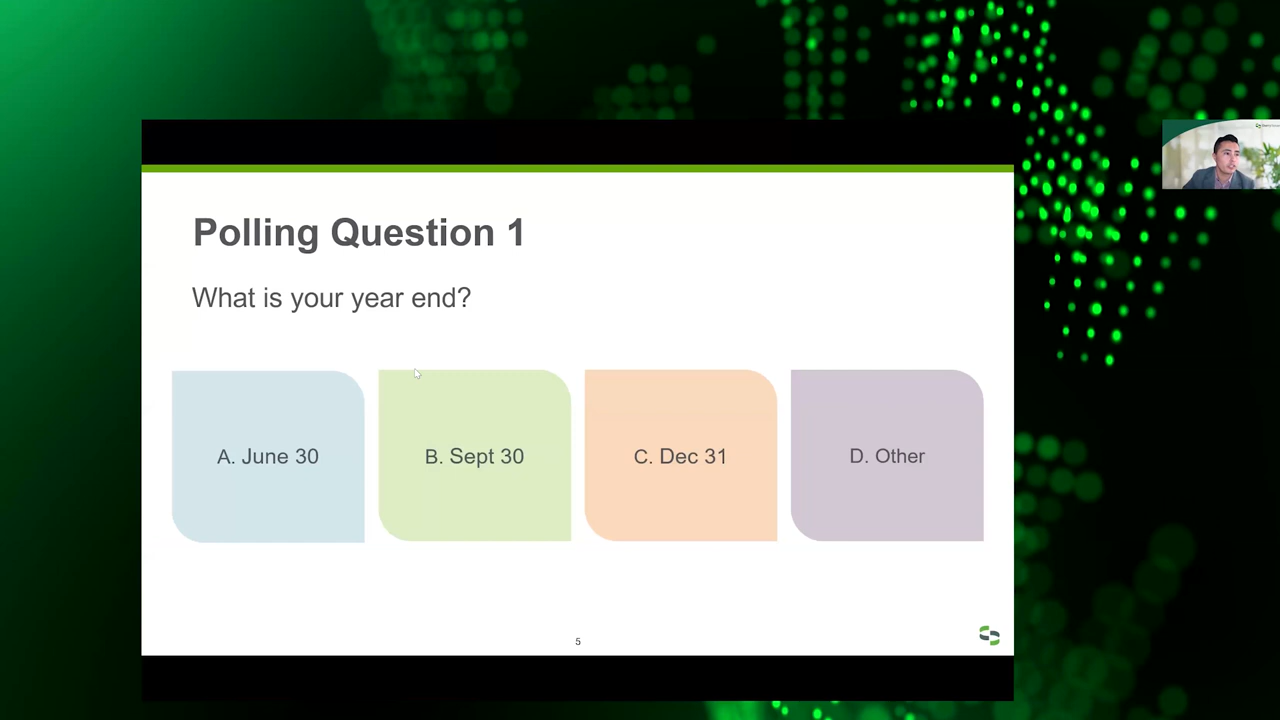 Polling Question 1
What is your year end?
A. June 30
B. Sept 30
C. Dec 31
D. Other
5